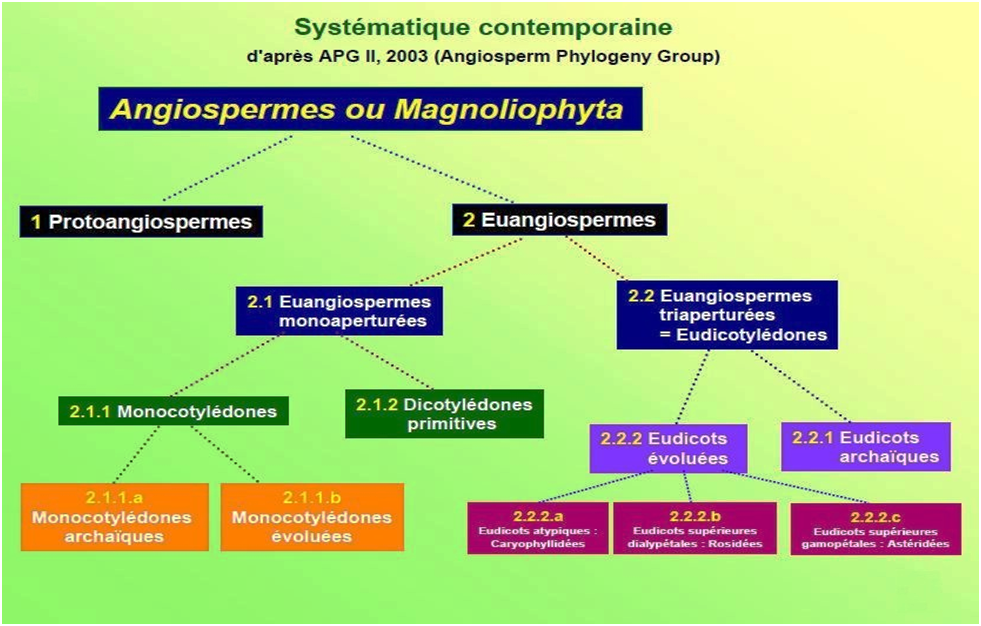 Systématique contemporaine
d'après APG II, 2003 (Angiosperm Phylogeny Group)
Angiospermes ou Magnoliophyta
1 Protoangiospermes
2 Euangiospermes
2.1 Euangiospermes
monoaperturées
2.2 Euangiospermes
triaperturées
= Eudicotylédones
2.1.1 Monocotylédones
2.1.2 Dicotylédones
primitives
2.2.2 Eudicots
évoluées
2.2.1 Eudicots
archaïques
2.1.1.a
Monocotylédones
archaïques
2.1.1.b
Monocotylédones
évoluées
2.2.2.a
Eudicots atypiques :
Caryophyllidées
2.2.2.b
Eudicots supérieures
dialypétales : Rosidées
2.2.2.c
Eudicots supérieures
gamopétales : Astéridées